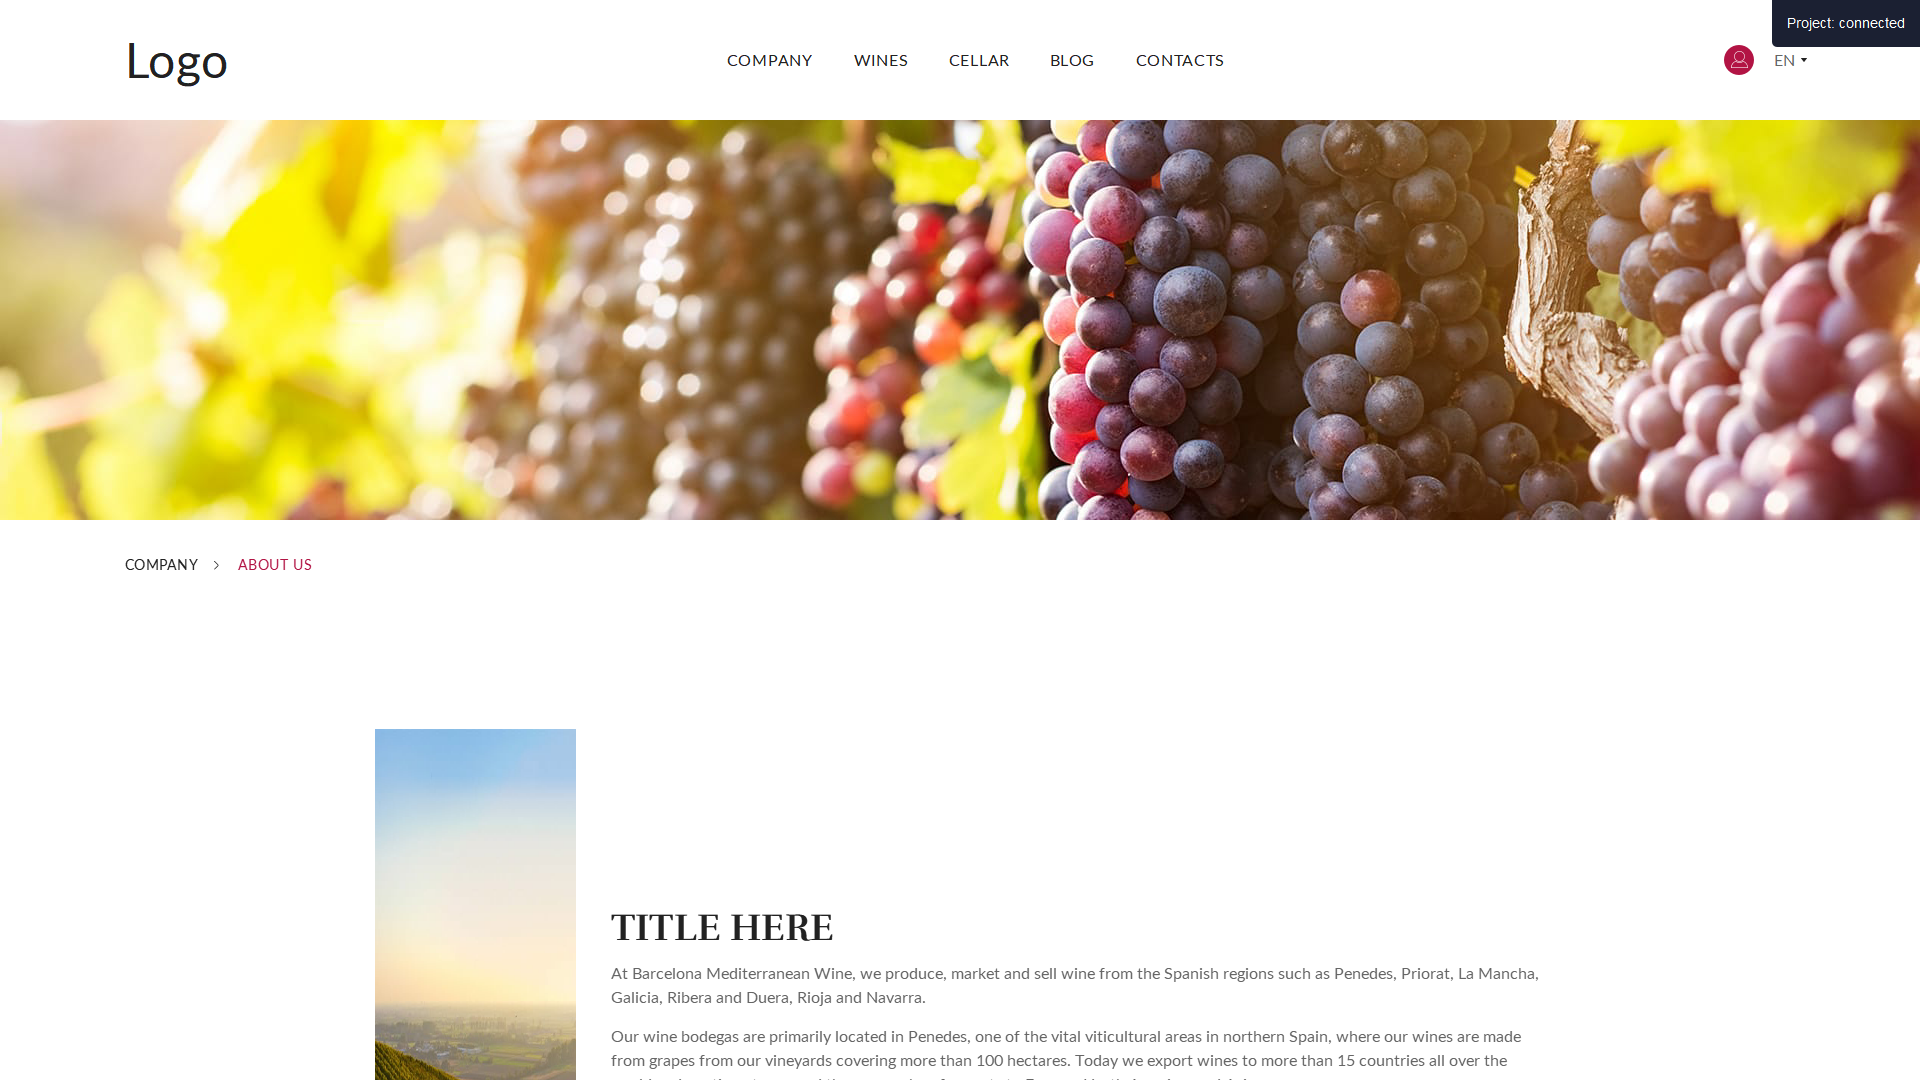 Project: connected
Logo
COMPANY WINES CELLAR BLOG CONTACTS
EN
COMPANY > ABOUT US
TITLE HERE
At Barcelona Mediterranean Wine, we produce, market and sell wine from the Spanish regions such as Penedes, Priorat, La Mancha,
Galicia, Ribera and Duera, Rioja and Navarra.
Our wine bodegas are primarily located in Penedes, one of the vital viticultural areas in northern Spain, where our wines are made
from grapes from our vineyards covering more than 100 hectares. Today we export wines to more than 15 countries all over the